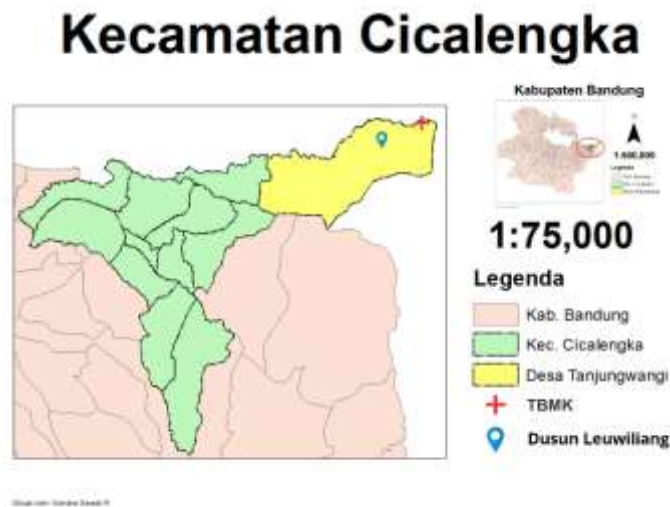 Kecamatan Cicalengka
Kabupaten Bandung
1:75,000
Legenda
Kab. Bandung
Kec. Cicalengka
Desa Tanjungwangi
TBMK
Dusun Leuwiliang